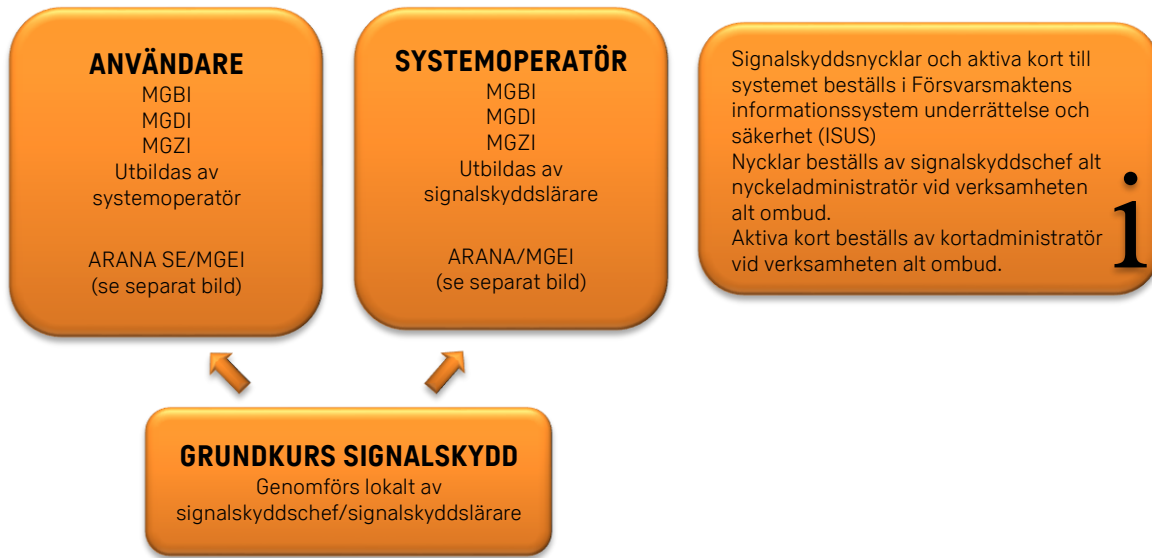 ANVÄNDARE
MGBI
MGDI
MGZI
Utbildas av
systemoperatör
ARANA SE/MGEI
(se separat bild)
SYSTEMOPERATÖR
MGBI
MGDI
MGZI
Utbildas av
signalskyddslärare
ARANA/MGEI
(se separat bild)
Signalskyddsnycklar och aktiva kort till
systemet beställs i Försvarsmaktens
informationssystem underrättelse och
säkerhet (ISUS)
Nycklar beställs av signalskyddschef alt
nyckeladministratör vid verksamheten
alt ombud.
Aktiva kort beställs av kortadministratör
vid verksamheten alt ombud.
i
GRUNDKURS SIGNALSKYDD
Genomförs lokalt av
signalskyddschef/signalskyddslärare